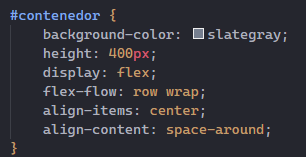 #contenedor {
background-color: slategray;
height: 400px;
display: flex;
flex-flow: row wrap;
align-items: center;
align-content: space-around;
}